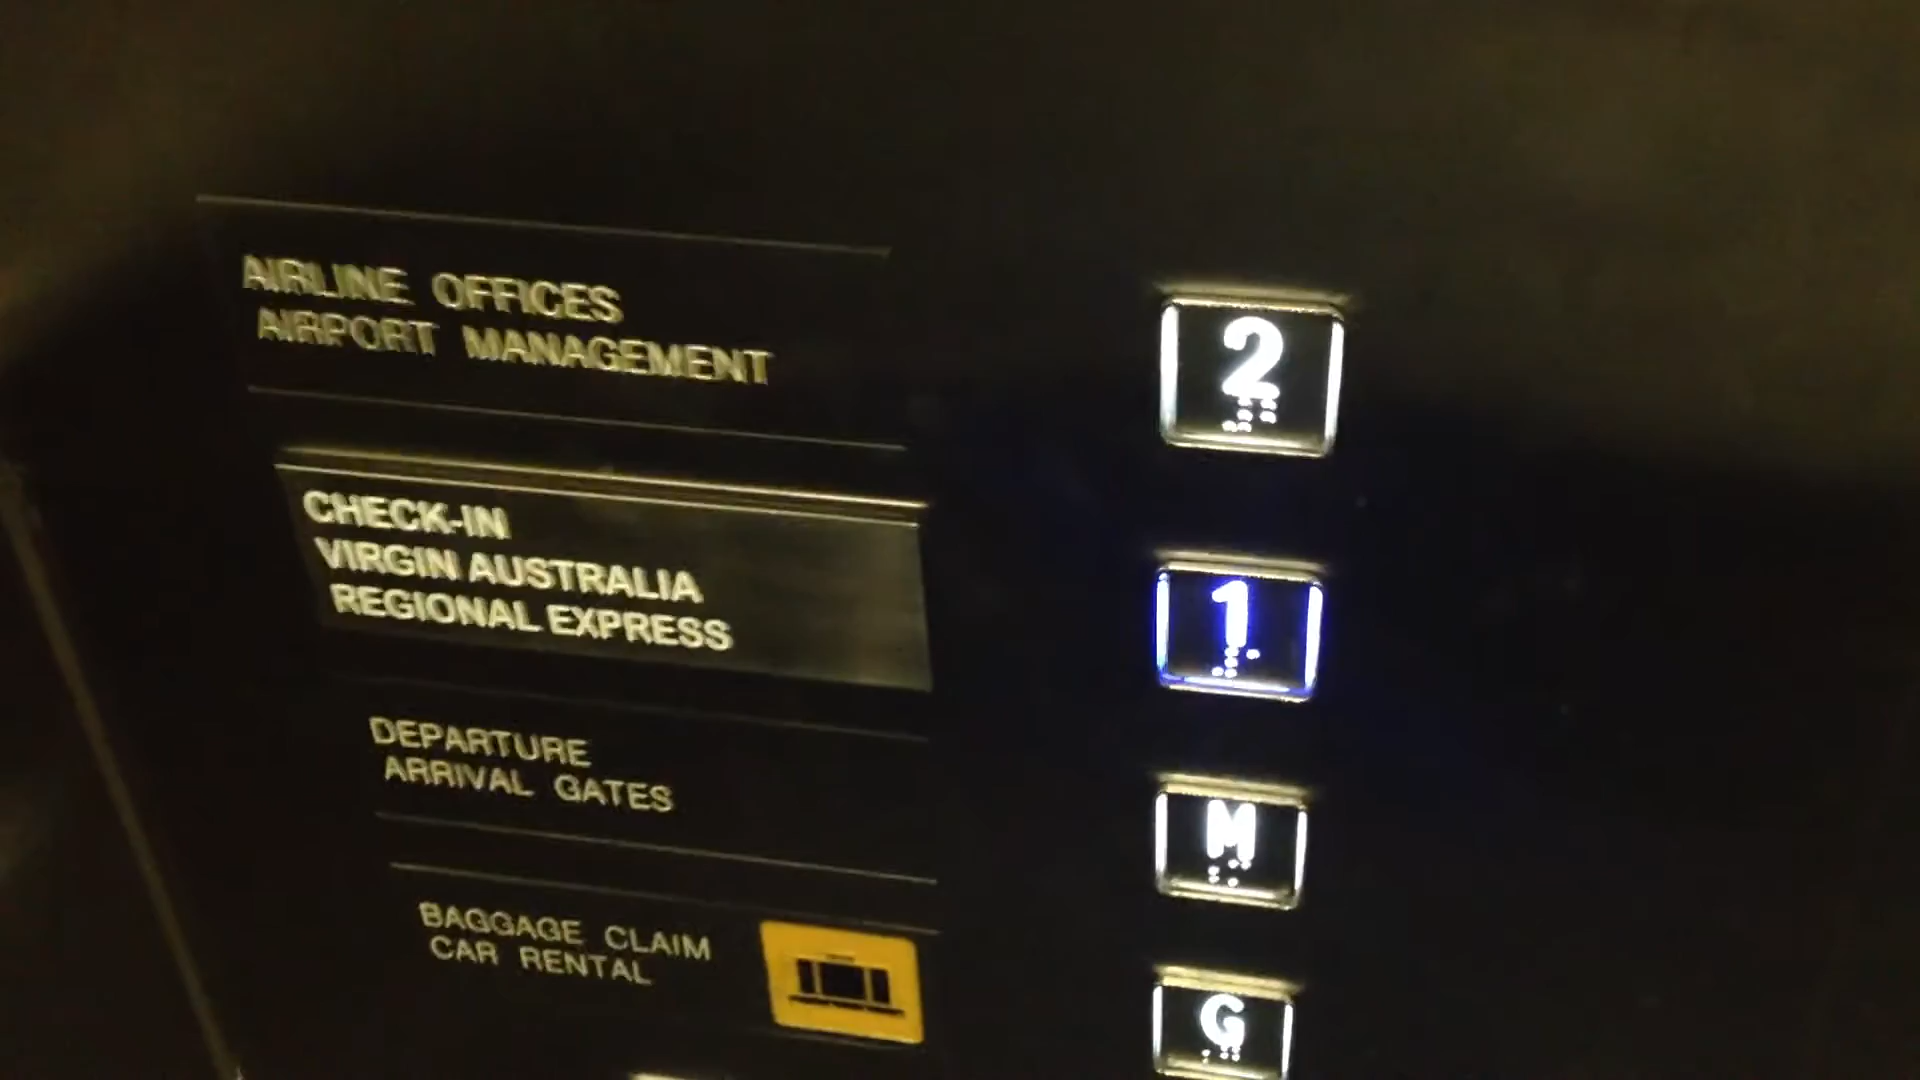 AIRLINE OFFICES
AIRPORT MANAGEMENT
2
CHECK-IN
VIRGIN AUSTRALIA
REGIONAL EXPRESS
1
DEPARTURE
ARRIVAL GATES
M
BAGGAGE CLAIM
CAR RENTAL
G